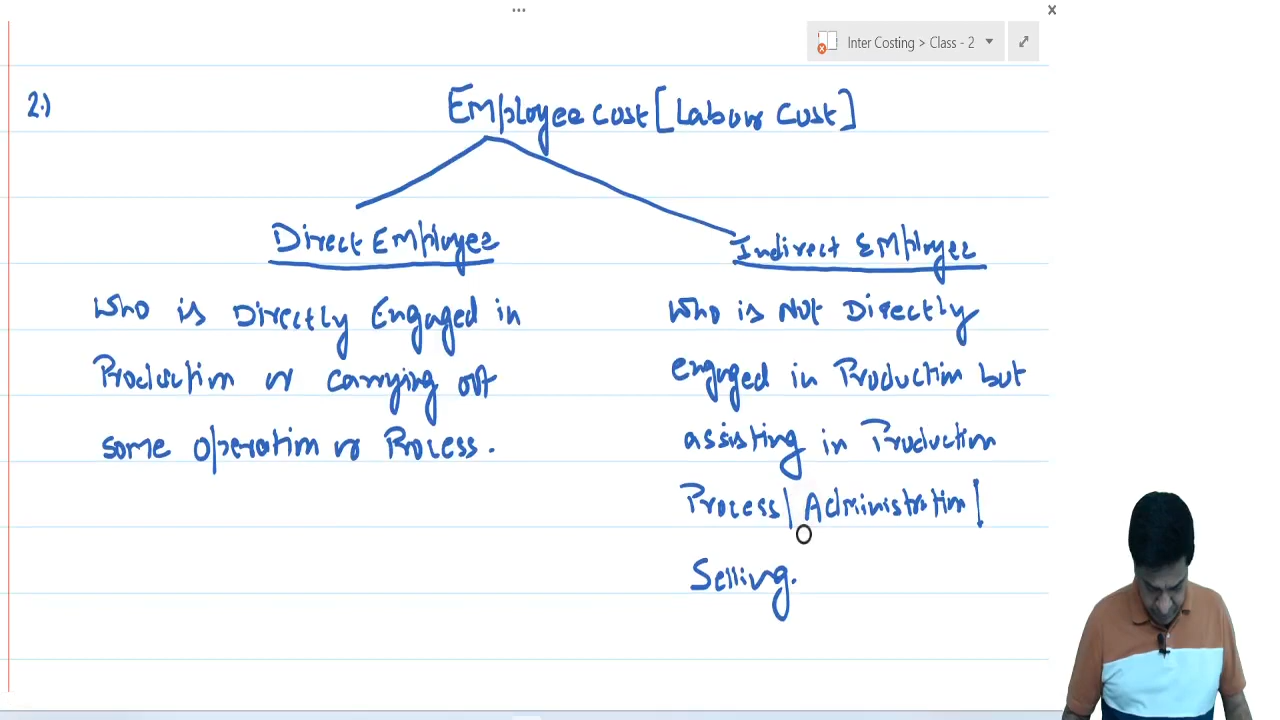 ...
Inter Costing > Class - 2
2.)
Employee Cost [Labour Cost]
Direct Employee
Indirect Employee
Who is Directly Engaged in
Production or carrying out
some operation or Process.
Who is Not Directly
engaged in Production but
assisting in Production
Process | Administration |
Selling.